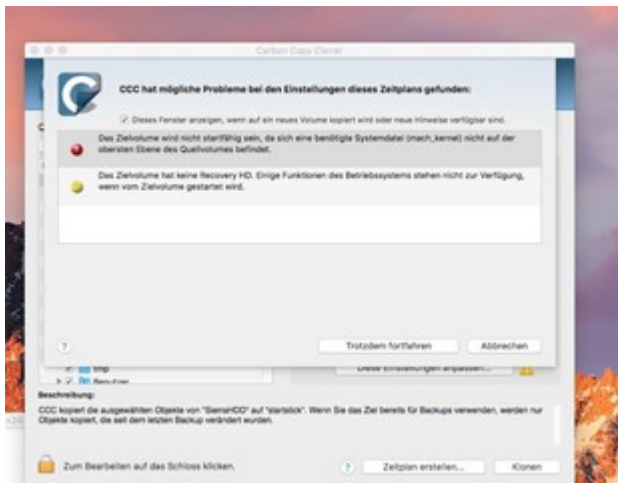 Carbon Copy Cloner
CCC hat mögliche Probleme bei den Einstellungen dieses Zeitplans gefunden:
Dieses Fenster anzeigen, wenn auf ein neues Volume kopiert wird oder neue Hinweise verfügbar sind.
Das Zielvolume wird nicht startfähig sein, da sich eine benötigte Systemdatei (mach_kernel) nicht auf der
obersten Ebene des Quellvolumes befindet.
Das Zielvolume hat keine Recovery HD. Einige Funktionen des Betriebssystems stehen nicht zur Verfügung,
wenn vom Zielvolume gestartet wird.
?
Trotzdem fortfahren
Abbrechen
tmp
Benutzer
Diese Einstellungen anpassen...
Beschreibung:
CCC kopiert die ausgewählten Objekte von "SierraHDD" auf "startstick". Wenn Sie das Ziel bereits für Backups verwenden, werden nur
Objekte kopiert, die seit dem letzten Backup verändert wurden.
Zum Bearbeiten auf das Schloss klicken.
?
Zeitplan erstellen...
Klonen